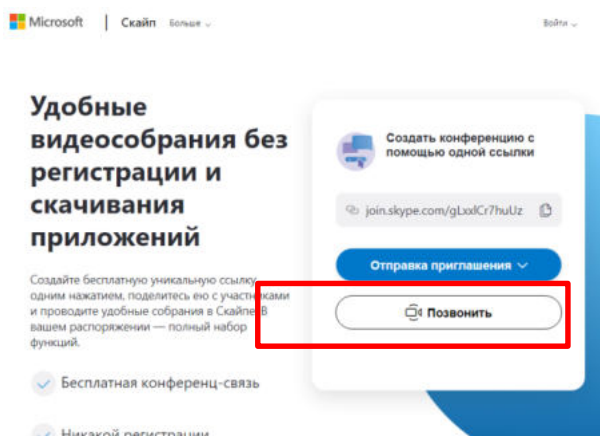 Microsoft | Скайп Больше
Войти
Удобные
видеособрания без
регистрации и
скачивания
приложений
Создайте бесплатную уникальную ссылку
одним нажатием, поделитесь ею с участниками
и проводите удобные собрания в Скайпе. В
вашем распоряжении — полный набор
функций.
Бесплатная конференц-связь
Никакой регистрации
Создать конференцию с
помощью одной ссылки
join.skype.com/gLxxlCr7huUz
Отправка приглашения
Позвонить